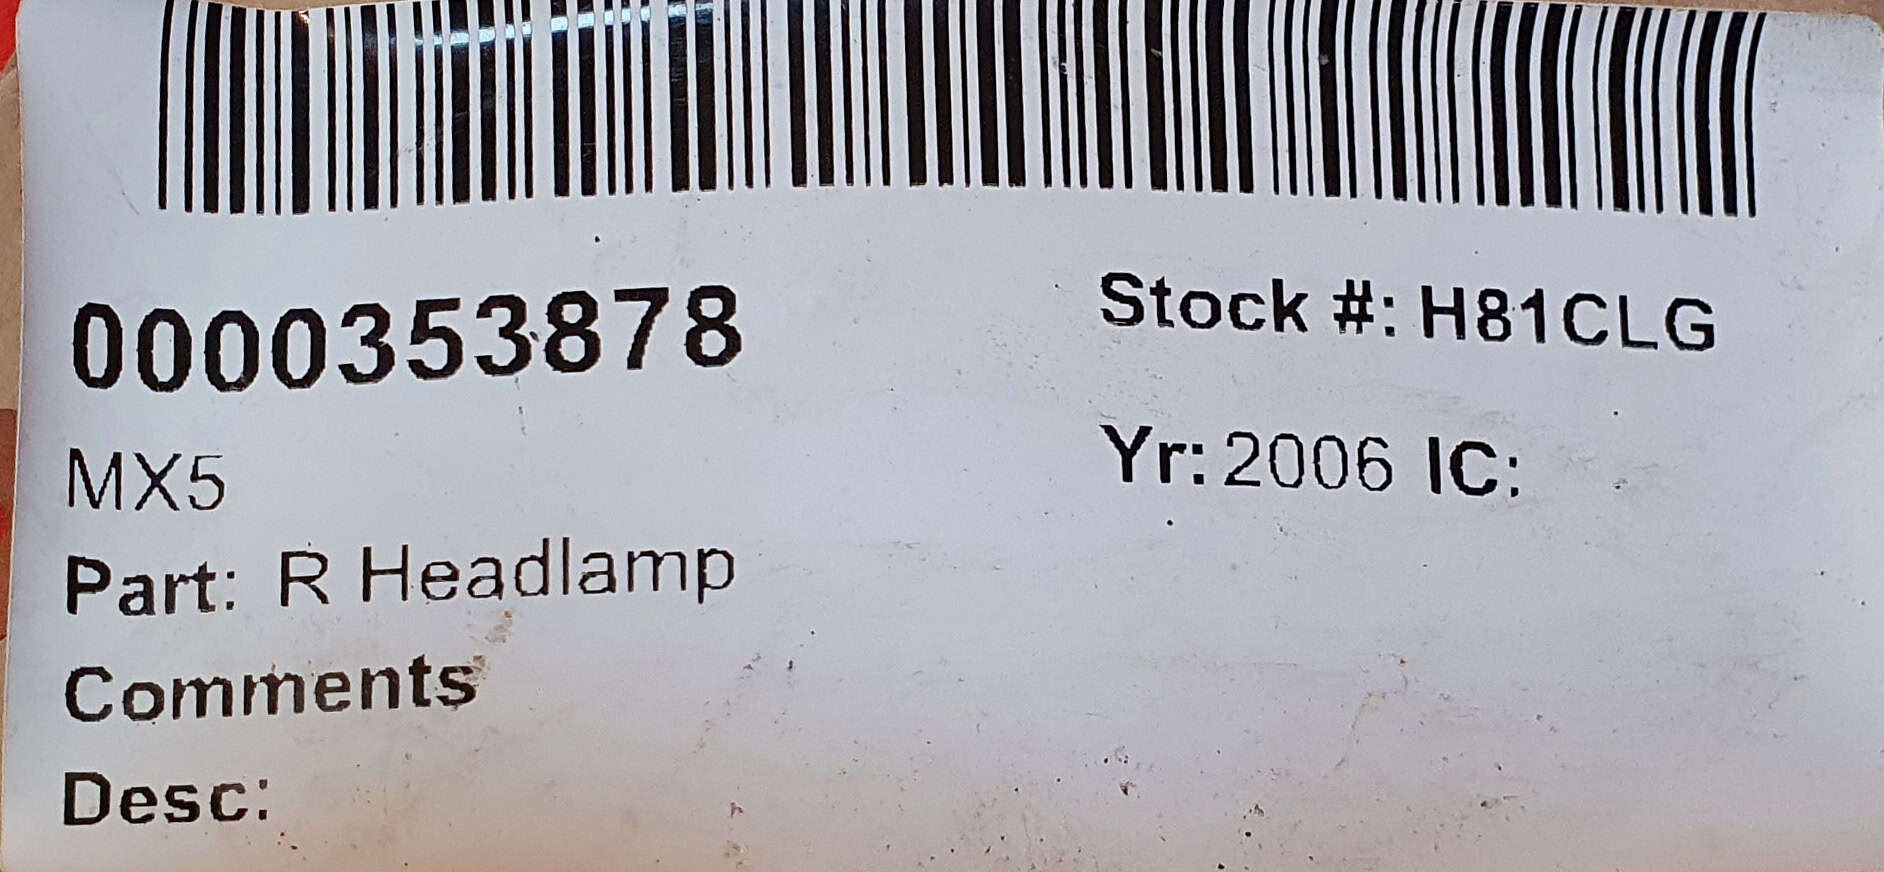 0000353878
Stock #: H81CLG
MX5
Yr: 2006 IC:
Part: R Headlamp
Comments
Desc: